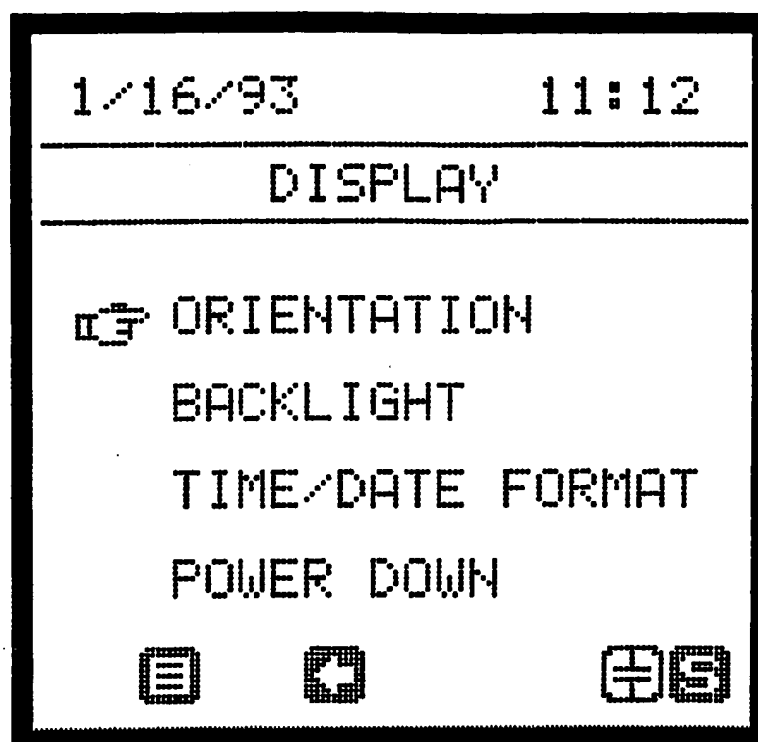 1/16/93 11:12
DISPLAY
ORIENTATION
BACKLIGHT
TIME/DATE FORMAT
POWER DOWN
S